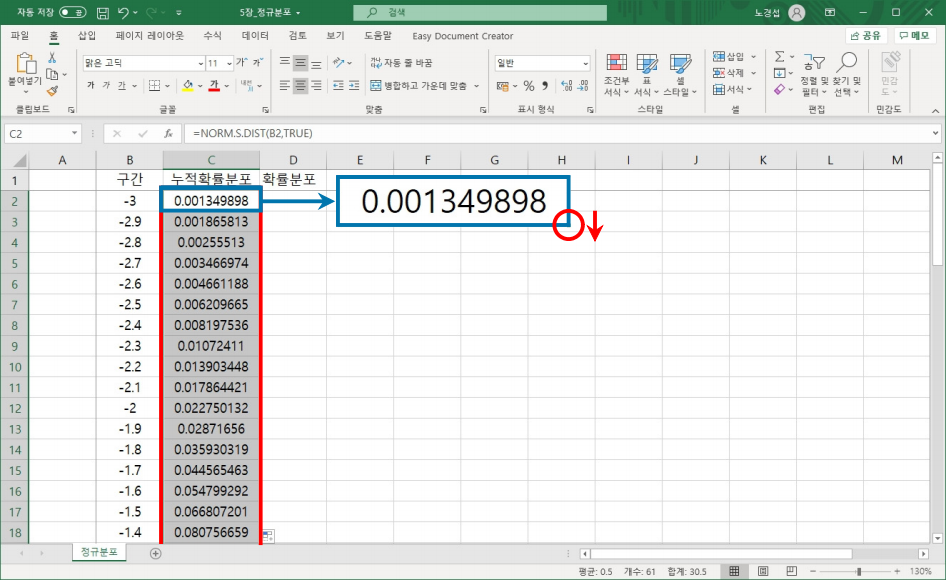 자동 저장 끔 5장_정규분포 검색 노경섭
파일 홈 삽입 페이지 레이아웃 수식 데이터 검토 보기 도움말 Easy Document Creator 공유 메모
붙여넣기 맑은 고딕 11 가ˆ 가ˇ 자동 줄 바꿈 일반 조건부 서식 표 서식 셀 스타일 삽입 정렬 및 필터 찾기 및 선택 민감도
가 가 가 가 내천 병합하고 가운데 맞춤 % 삭제
서식
클립보드 글꼴 맞춤 표시 형식 스타일 셀 편집 민감도
C2 fx =NORM.S.DIST(B2,TRUE)
A B C D E F G H I J K L M
1 구간 누적확률분포 확률분포
2 -3 0.001349898 0.001349898
3 -2.9 0.001865813
4 -2.8 0.00255513
5 -2.7 0.003466974
6 -2.6 0.004661188
7 -2.5 0.006209665
8 -2.4 0.008197536
9 -2.3 0.01072411
10 -2.2 0.013903448
11 -2.1 0.017864421
12 -2 0.022750132
13 -1.9 0.02871656
14 -1.8 0.035930319
15 -1.7 0.044565463
16 -1.6 0.054799292
17 -1.5 0.066807201
18 -1.4 0.080756659
정규분포
평균: 0.5 개수: 61 합계: 30.5 130%